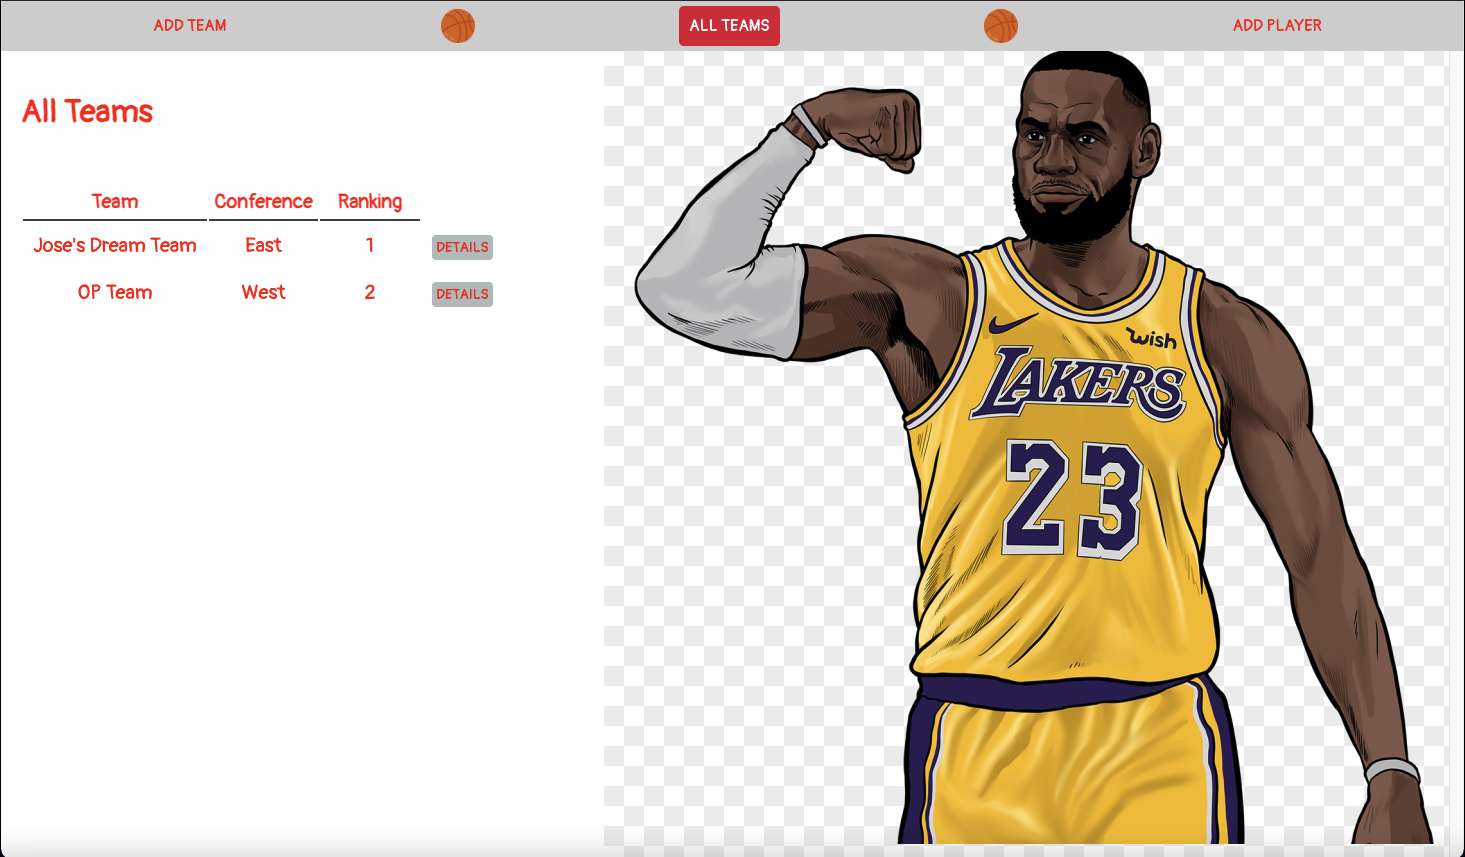 ADD TEAM ALL TEAMS ADD PLAYER
All Teams
Team Conference Ranking
Jose's Dream Team East 1 DETAILS
OP Team West 2 DETAILS
wish
LAKERS
23